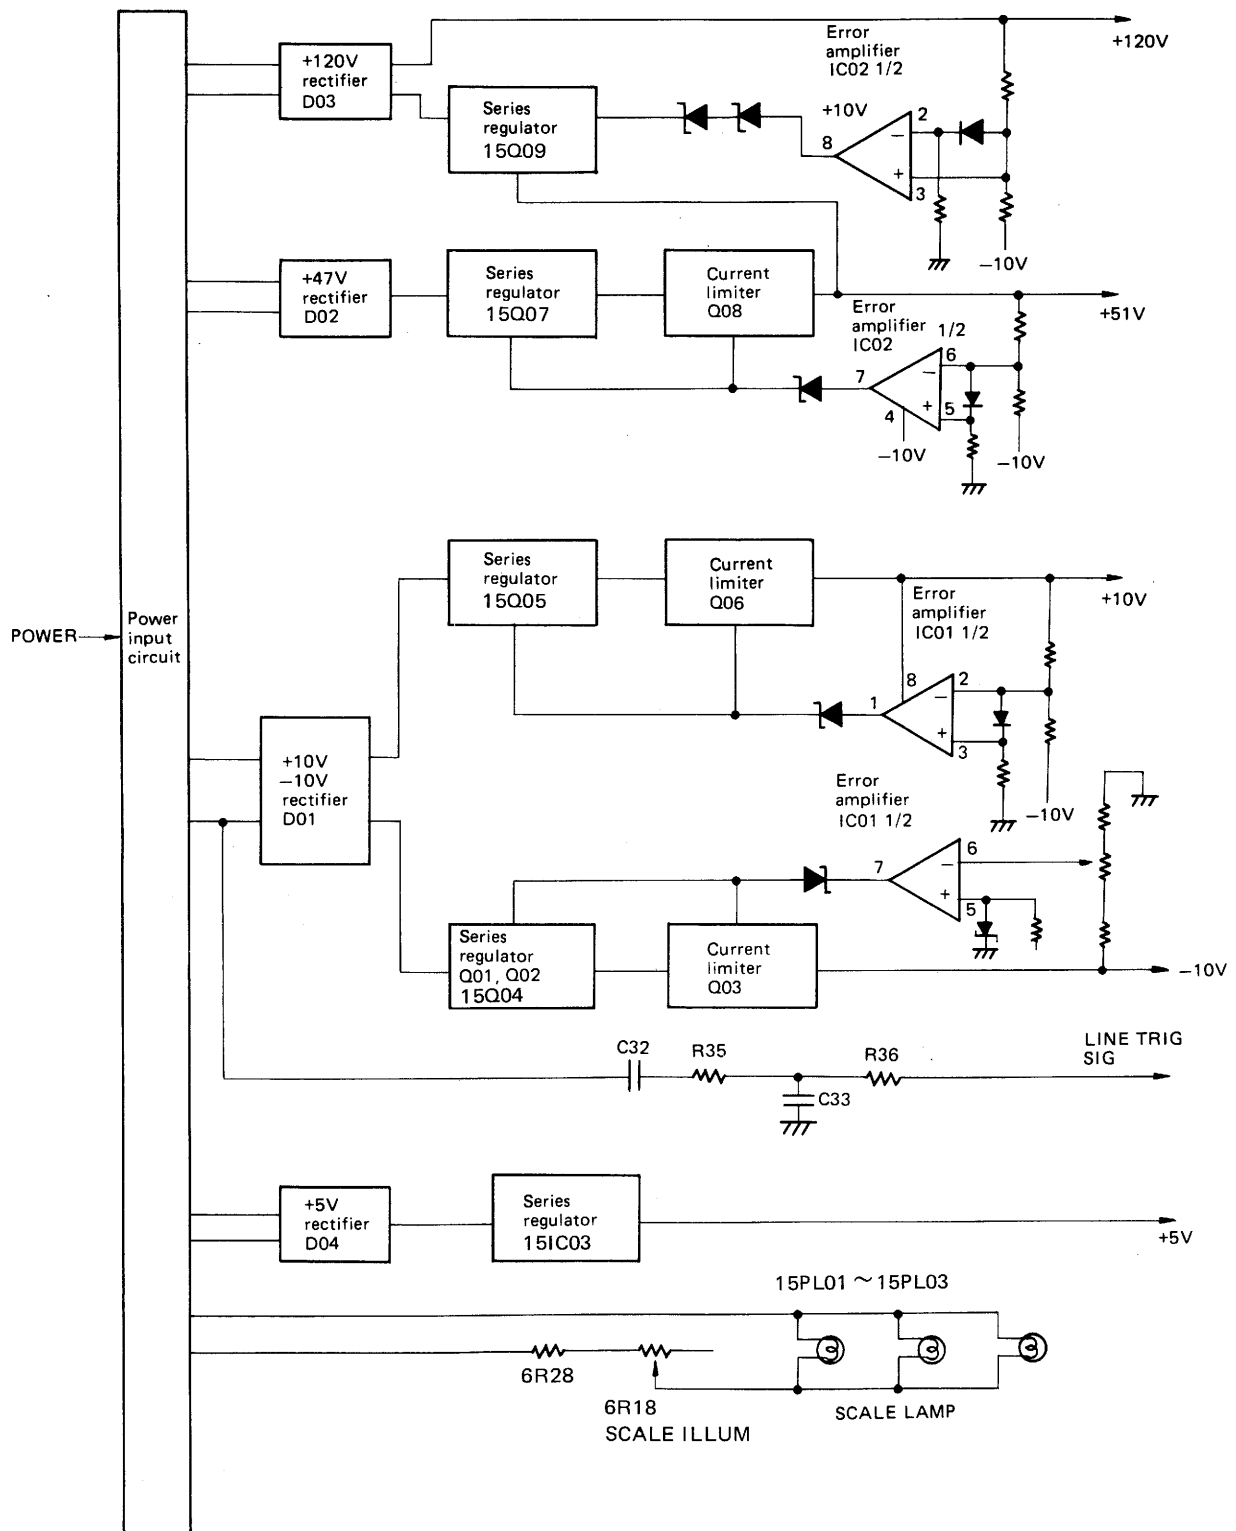 +120V
rectifier
D03
Series
regulator
15Q09
Error
amplifier
IC02 1/2
+10V
8
2
−
+
3
−10V
+120V
+47V
rectifier
D02
Series
regulator
15Q07
Current
limiter
Q08
Error
amplifier
IC02
1/2
6
7
−
+
5
4
−10V
−10V
+51V
POWER
Power
input
circuit
Series
regulator
15Q05
Current
limiter
Q06
Error
amplifier
IC01 1/2
+10V
8
2
1
−
+
3
−10V
+10V
−10V
rectifier
D01
Error
amplifier
IC01 1/2
7
6
−
+
5
Series
regulator
Q01, Q02
15Q04
Current
limiter
Q03
−10V
C32
R35
R36
C33
LINE TRIG
SIG
+5V
rectifier
D04
Series
regulator
15IC03
+5V
15PL01 ~ 15PL03
6R28
6R18
SCALE ILLUM
SCALE LAMP